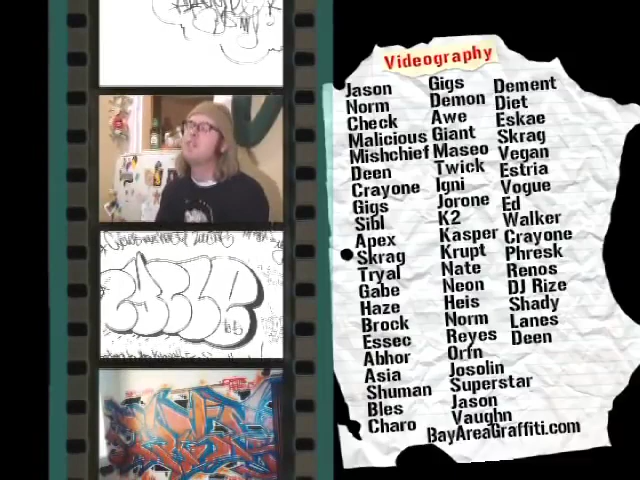 Videography
Jason
Norm
Check
Malicious
Mishchief
Deen
Crayone
Gigs
Sibl
Apex
Skrag
Tryal
Gabe
Haze
Brock
Essec
Abhor
Asia
Shuman
Bles
Charo
Gigs
Demon
Awe
Giant
Maseo
Twick
Igni
Jorone
K2
Kasper
Krupt
Nate
Neon
Heis
Norm
Reyes
Orfn
Josolin
Superstar
Jason
Vaughn
Dement
Diet
Eskae
Skrag
Vegan
Estria
Vogue
Ed
Walker
Crayone
Phresk
Renos
DJ Rize
Shady
Lanes
Deen
BayAreaGraffiti.com